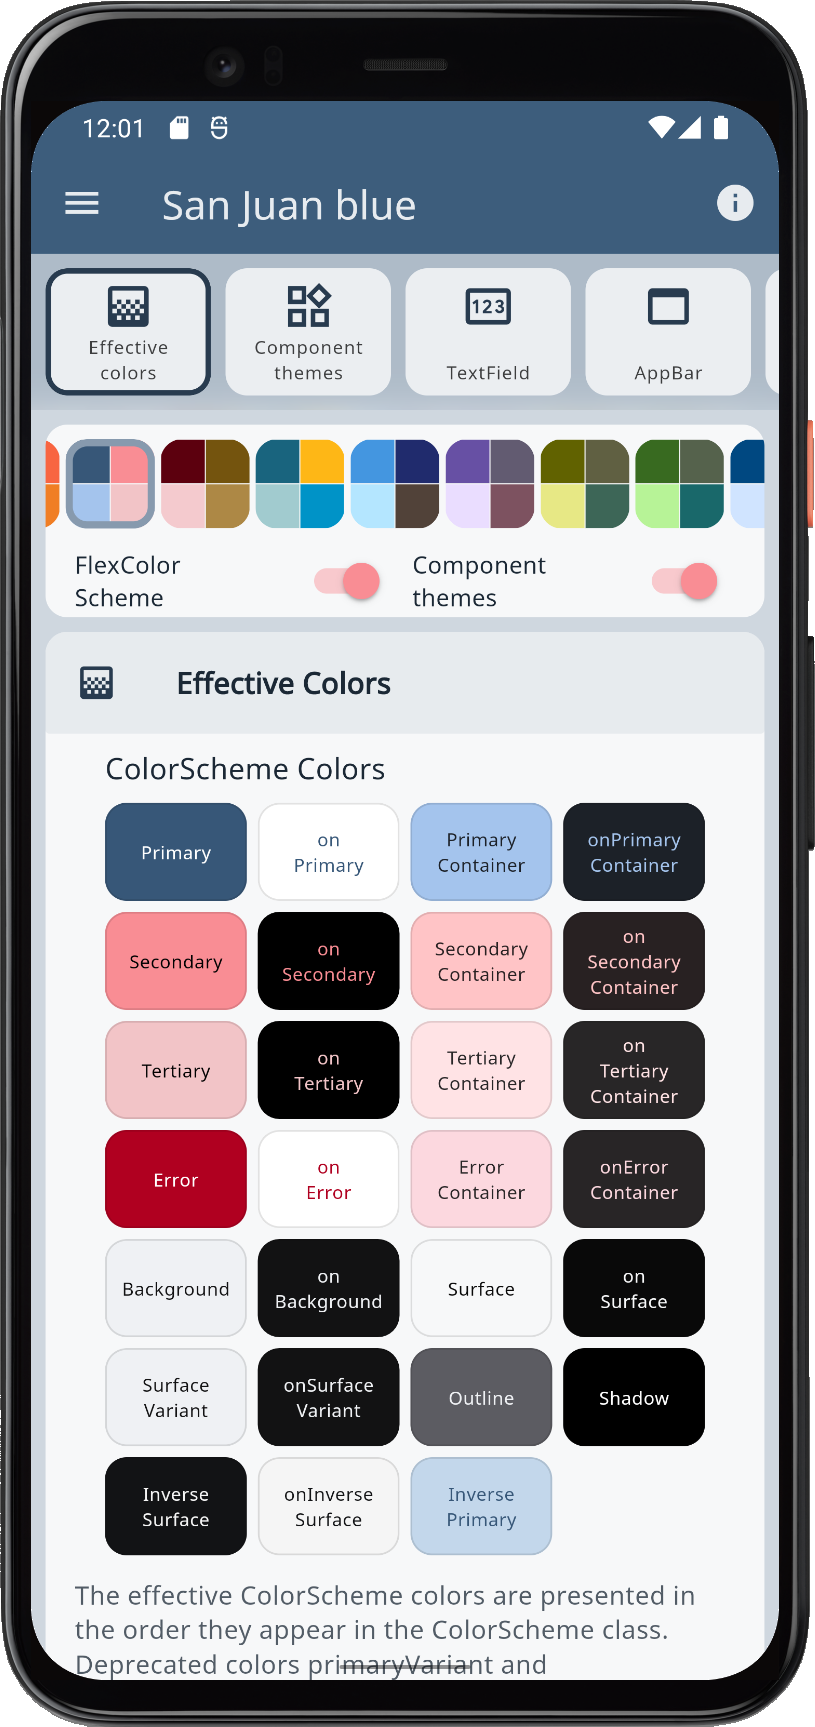 12:01
San Juan blue
Effective
colors
Component
themes
123
TextField
AppBar
FlexColor
Scheme
Component
themes
Effective Colors
ColorScheme Colors
Primary
on
Primary
Primary
Container
onPrimary
Container
Secondary
on
Secondary
Secondary
Container
on
Secondary
Container
Tertiary
on
Tertiary
Tertiary
Container
on
Tertiary
Container
Error
on
Error
Error
Container
onError
Container
Background
on
Background
Surface
on
Surface
Surface
Variant
onSurface
Variant
Outline
Shadow
Inverse
Surface
onInverse
Surface
Inverse
Primary
The effective ColorScheme colors are presented in
the order they appear in the ColorScheme class.
Deprecated colors primaryVariant and